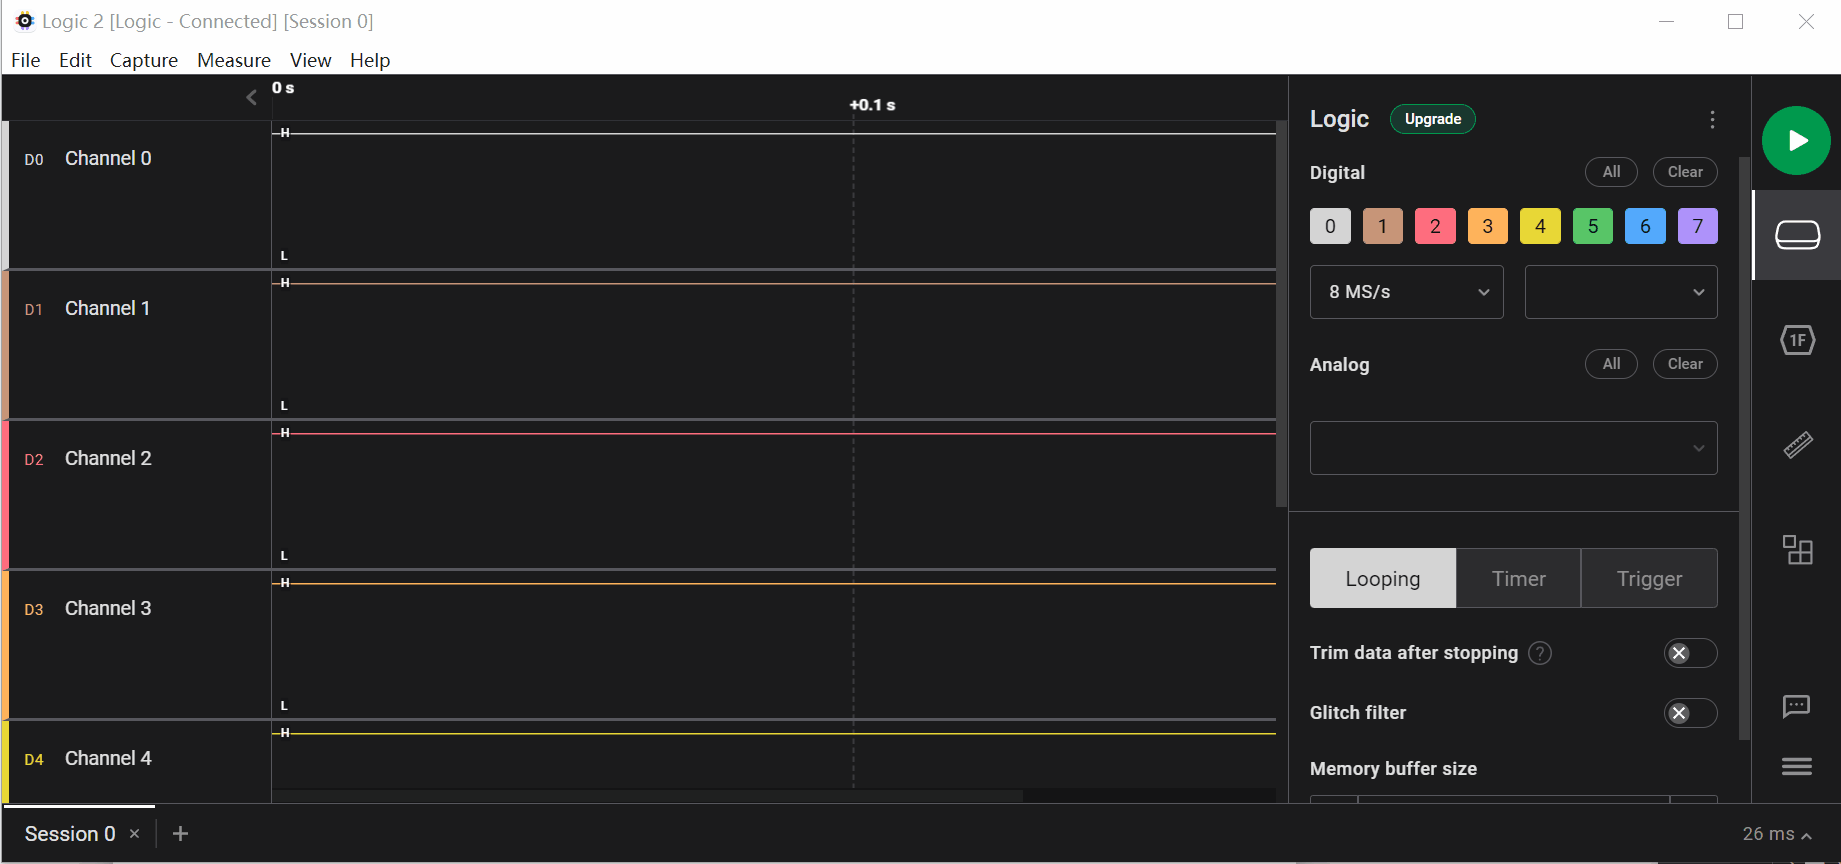 Logic 2 [Logic - Connected] [Session 0]
File Edit Capture Measure View Help
0 s
+0.1 s
D0 Channel 0
H
L
D1 Channel 1
H
L
D2 Channel 2
H
L
D3 Channel 3
H
L
D4 Channel 4
H
Logic Upgrade
Digital All Clear
0 1 2 3 4 5 6 7
8 MS/s
Analog All Clear
Looping Timer Trigger
Trim data after stopping ?
Glitch filter
Memory buffer size
1F
Session 0 × +
26 ms